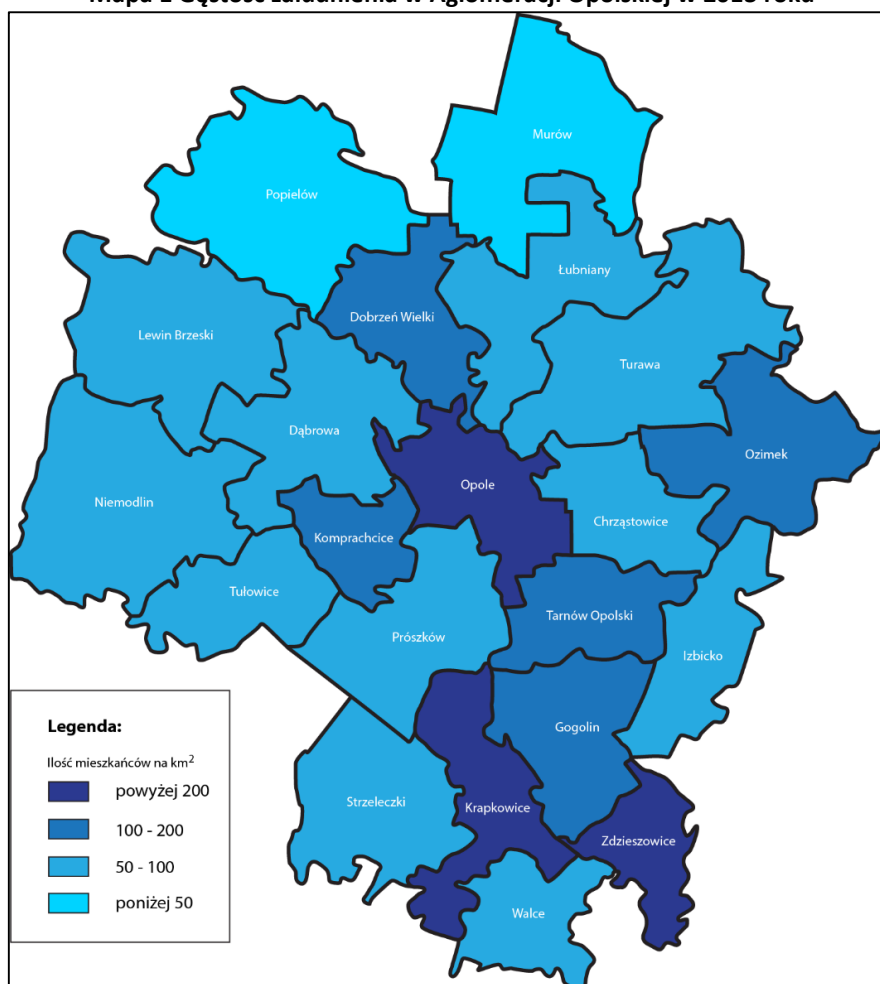 Murów
Popielów
Łubniany
Dobrzeń Wielki
Lewin Brzeski
Turawa
Dąbrowa
Ozimek
Opole
Niemodlin
Chrząstowice
Komprachcice
Tułowice
Tarnów Opolski
Prószków
Izbicko
Gogolin
Strzeleczki
Krapkowice
Zdzieszowice
Walce
Legenda:
Ilość mieszkańców na km²
powyżej 200
100 - 200
50 - 100
poniżej 50